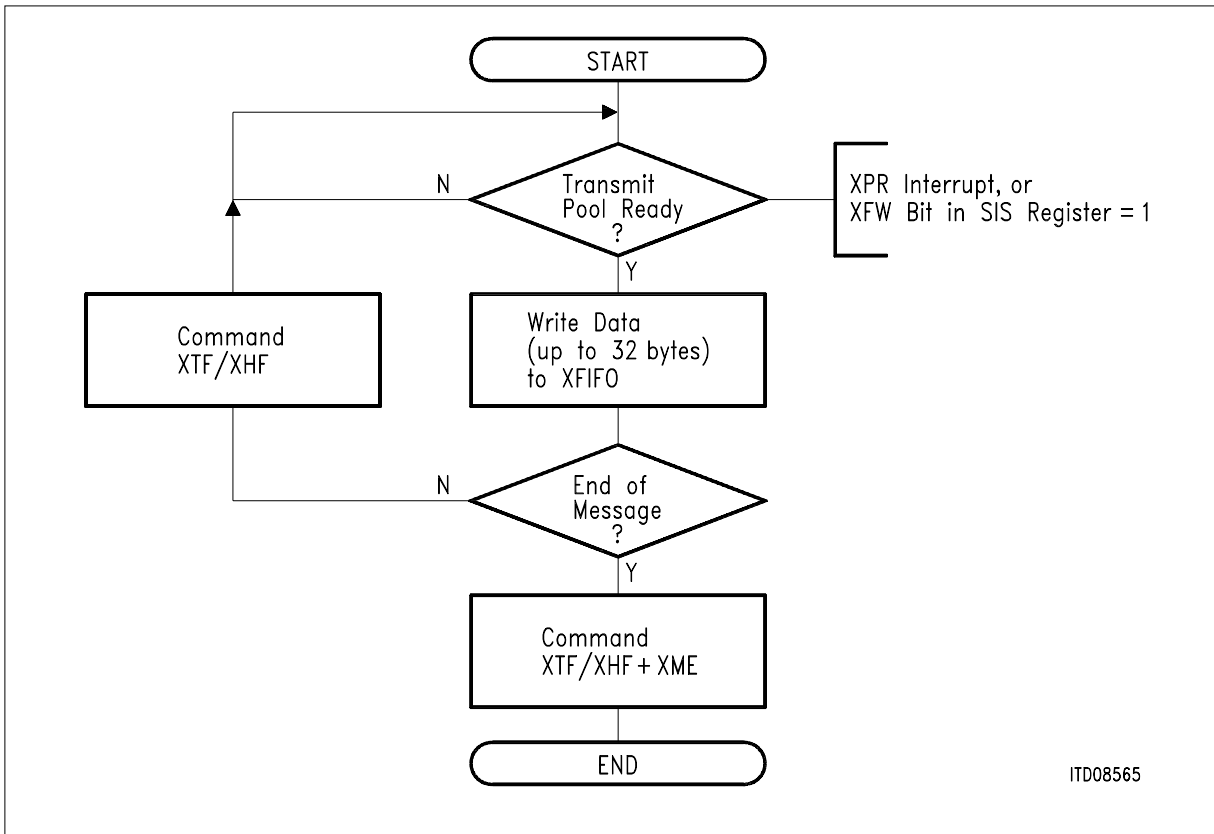 START
N
Transmit
Pool Ready
?
XPR Interrupt, or
XFW Bit in SIS Register = 1
Y
Command
XTF/XHF
Write Data
(up to 32 bytes)
to XFIFO
N
End of
Message
?
Y
Command
XTF/XHF + XME
END
ITD08565